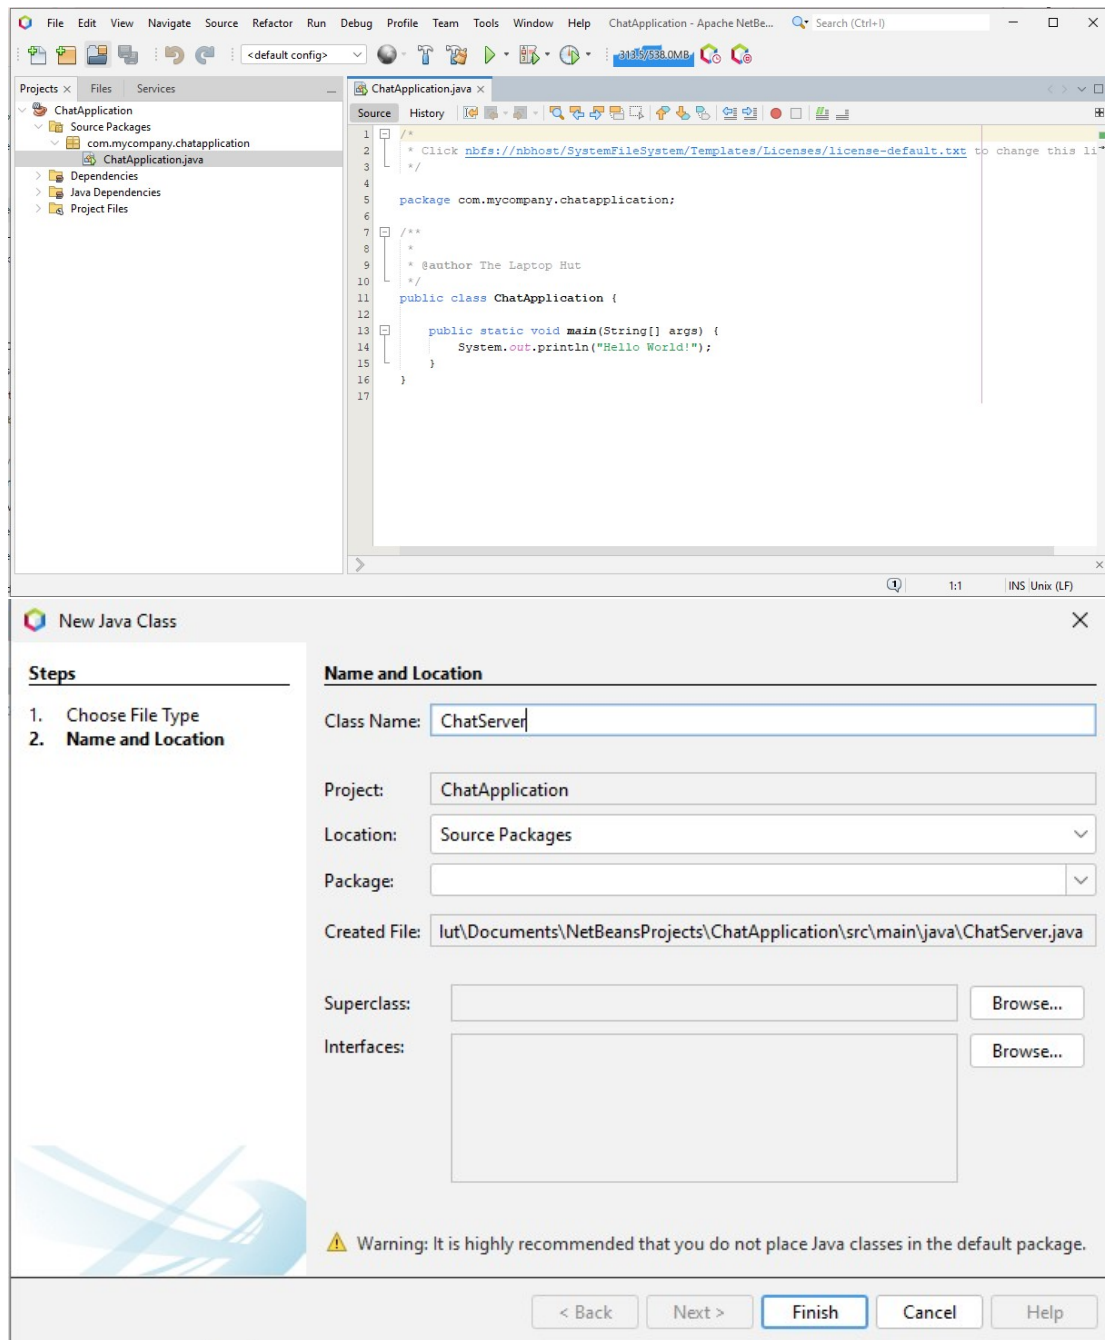 File Edit View Navigate Source Refactor Run Debug Profile Team Tools Window Help ChatApplication - Apache NetBe... Search (Ctrl+I)
<default config> 313.5/538.0MB
Projects Files Services
ChatApplication
Source Packages
com.mycompany.chatapplication
ChatApplication.java
Dependencies
Java Dependencies
Project Files
ChatApplication.java
Source History
1 /*
2 * Click nbfs://nbhost/SystemFileSystem/Templates/Licenses/license-default.txt to change this li
3 */
4
5 package com.mycompany.chatapplication;
6
7 /**
8 *
9 * @author The Laptop Hut
10 */
11 public class ChatApplication {
12
13 public static void main(String[] args) {
14 System.out.println("Hello World!");
15 }
16 }
17
1 1:1 INS Unix (LF)
New Java Class
Steps
1. Choose File Type
2. Name and Location
Name and Location
Class Name: ChatServer
Project: ChatApplication
Location: Source Packages
Package:
Created File: lut\Documents\NetBeansProjects\ChatApplication\src\main\java\ChatServer.java
Superclass:
Browse...
Interfaces:
Browse...
Warning: It is highly recommended that you do not place Java classes in the default package.
< Back Next > Finish Cancel Help